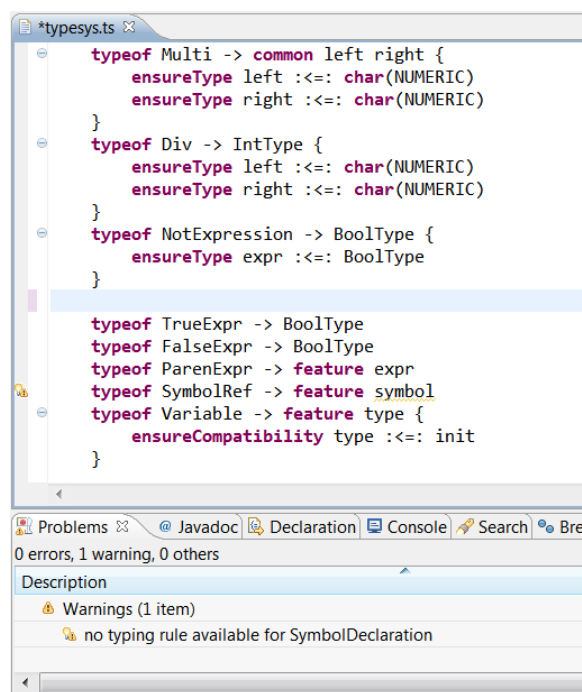 *typesys.ts
typeof Multi -> common left right {
ensureType left :<=: char(NUMERIC)
ensureType right :<=: char(NUMERIC)
}
typeof Div -> IntType {
ensureType left :<=: char(NUMERIC)
ensureType right :<=: char(NUMERIC)
}
typeof NotExpression -> BoolType {
ensureType expr :<=: BoolType
}
typeof TrueExpr -> BoolType
typeof FalseExpr -> BoolType
typeof ParenExpr -> feature expr
typeof SymbolRef -> feature symbol
typeof Variable -> feature type {
ensureCompatibility type :<=: init
}
Problems @ Javadoc Declaration Console Search Bre
0 errors, 1 warning, 0 others
Description
Warnings (1 item)
no typing rule available for SymbolDeclaration